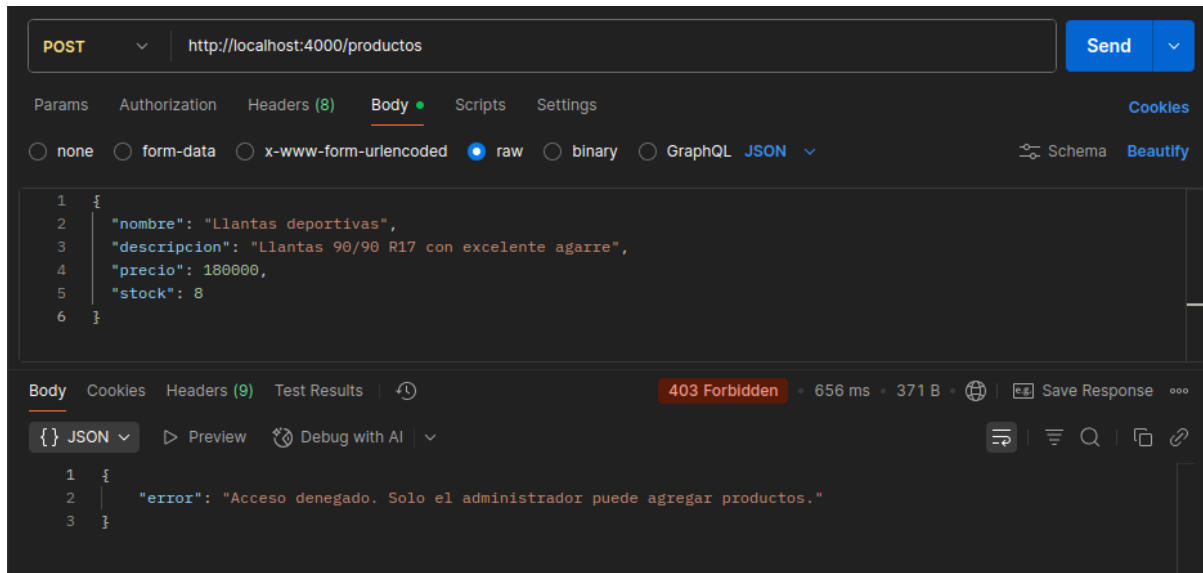 POST http://localhost:4000/productos Send
Params Authorization Headers (8) Body Scripts Settings Cookies
none form-data x-www-form-urlencoded raw binary GraphQL JSON Schema Beautify
1 {
2 "nombre": "Llantas deportivas",
3 "descripcion": "Llantas 90/90 R17 con excelente agarre",
4 "precio": 180000,
5 "stock": 8
6 }
Body Cookies Headers (9) Test Results 403 Forbidden • 656 ms • 371 B • e.g. Save Response
{} JSON Preview Debug with AI
1 {
2 "error": "Acceso denegado. Solo el administrador puede agregar productos."
3 }